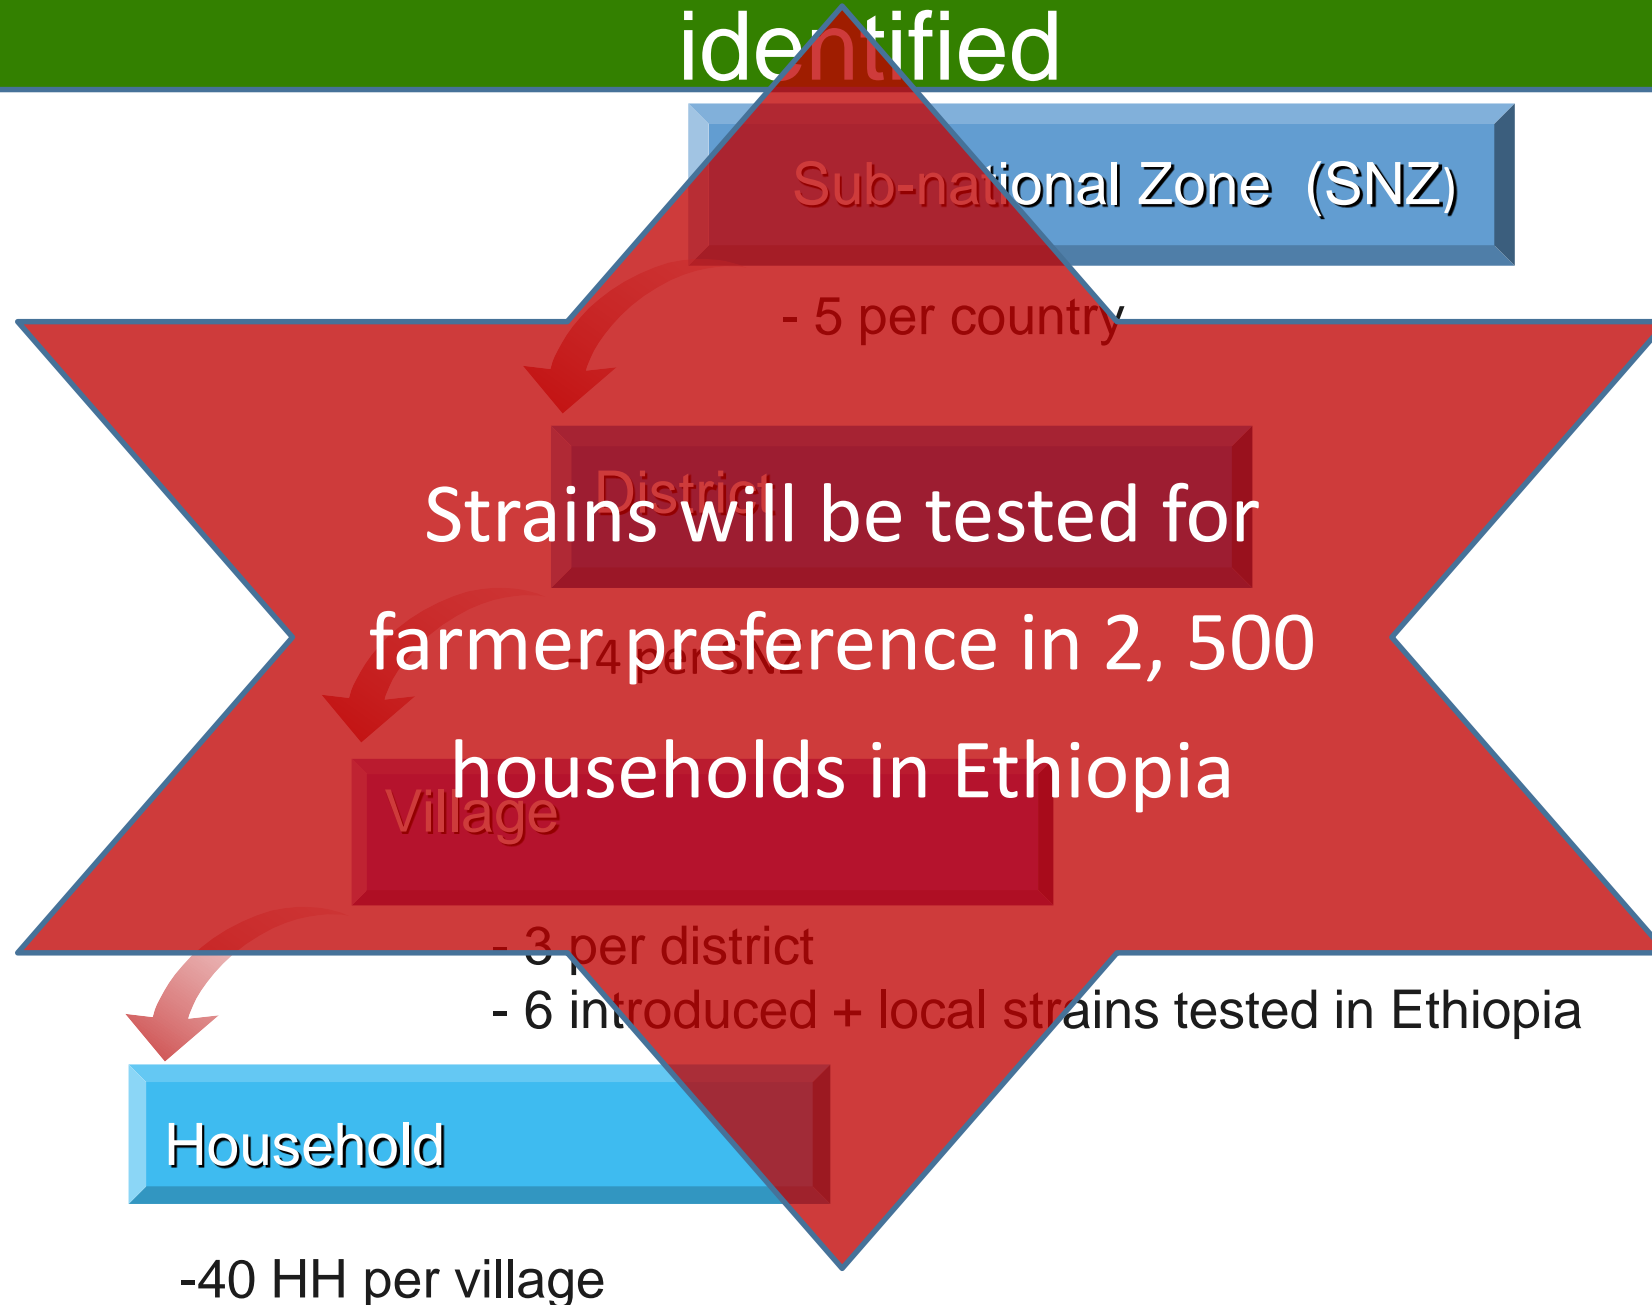 identified
Sub-national Zone (SNZ)
- 5 per country
District
Strains will be tested for
- 4 per SNZ
farmer preference in 2, 500
households in Ethiopia
Village
- 3 per district
- 6 introduced + local strains tested in Ethiopia
Household
-40 HH per village